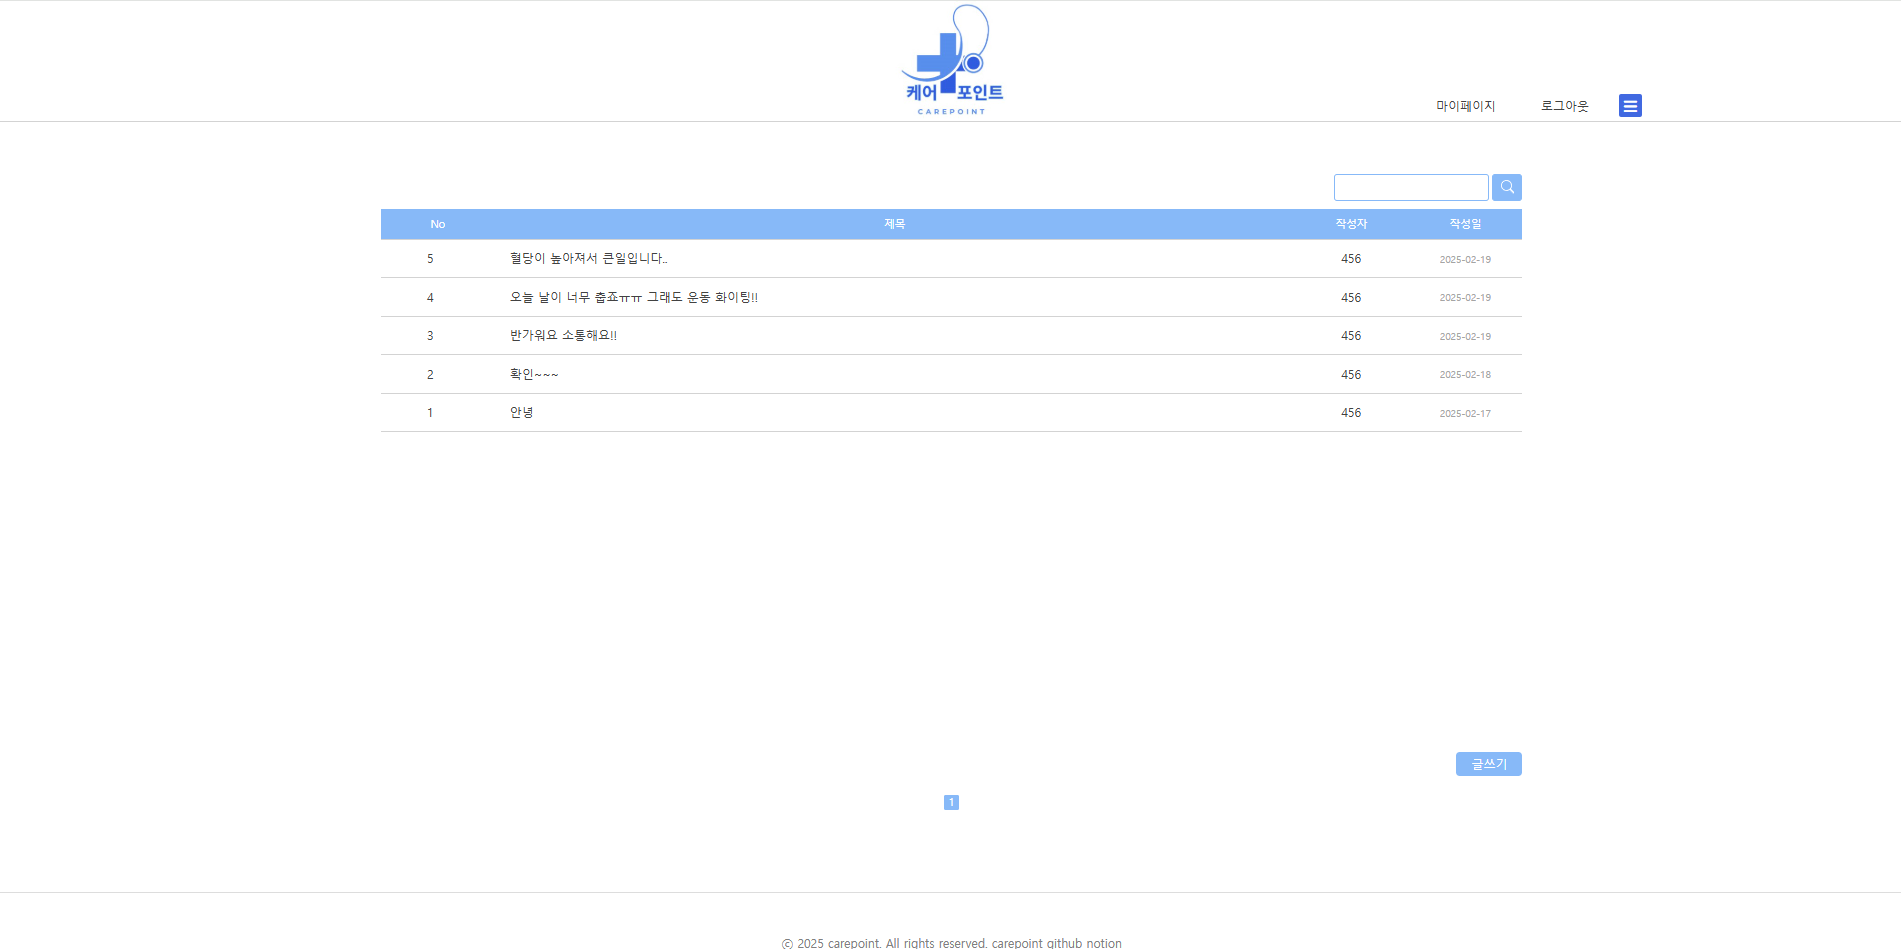 케어 포인트
CAREPOINT
마이페이지 로그아웃
No 제목 작성자 작성일
5 혈당이 높아져서 큰일입니다.. 456 2025-02-19
4 오늘 날이 너무 춥죠ㅠㅠ 그래도 운동 화이팅!! 456 2025-02-19
3 반가워요 소통해요!! 456 2025-02-19
2 확인~~~ 456 2025-02-18
1 안녕 456 2025-02-17
글쓰기
1
© 2025 carepoint. All rights reserved. carepoint github notion